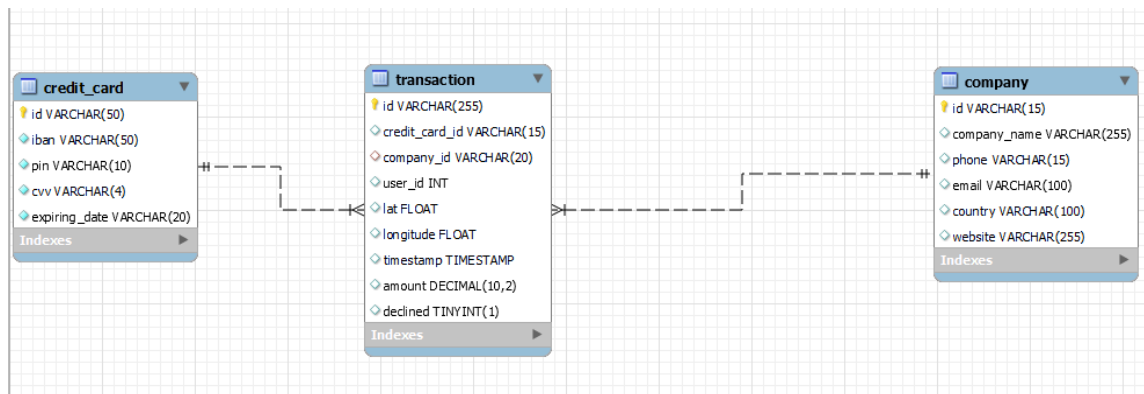 credit_card
id VARCHAR(50)
iban VARCHAR(50)
pin VARCHAR(10)
cvv VARCHAR(4)
expiring_date VARCHAR(20)
Indexes
transaction
id VARCHAR(255)
credit_card_id VARCHAR(15)
company_id VARCHAR(20)
user_id INT
lat FLOAT
longitude FLOAT
timestamp TIMESTAMP
amount DECIMAL(10,2)
declined TINYINT(1)
Indexes
company
id VARCHAR(15)
company_name VARCHAR(255)
phone VARCHAR(15)
email VARCHAR(100)
country VARCHAR(100)
website VARCHAR(255)
Indexes